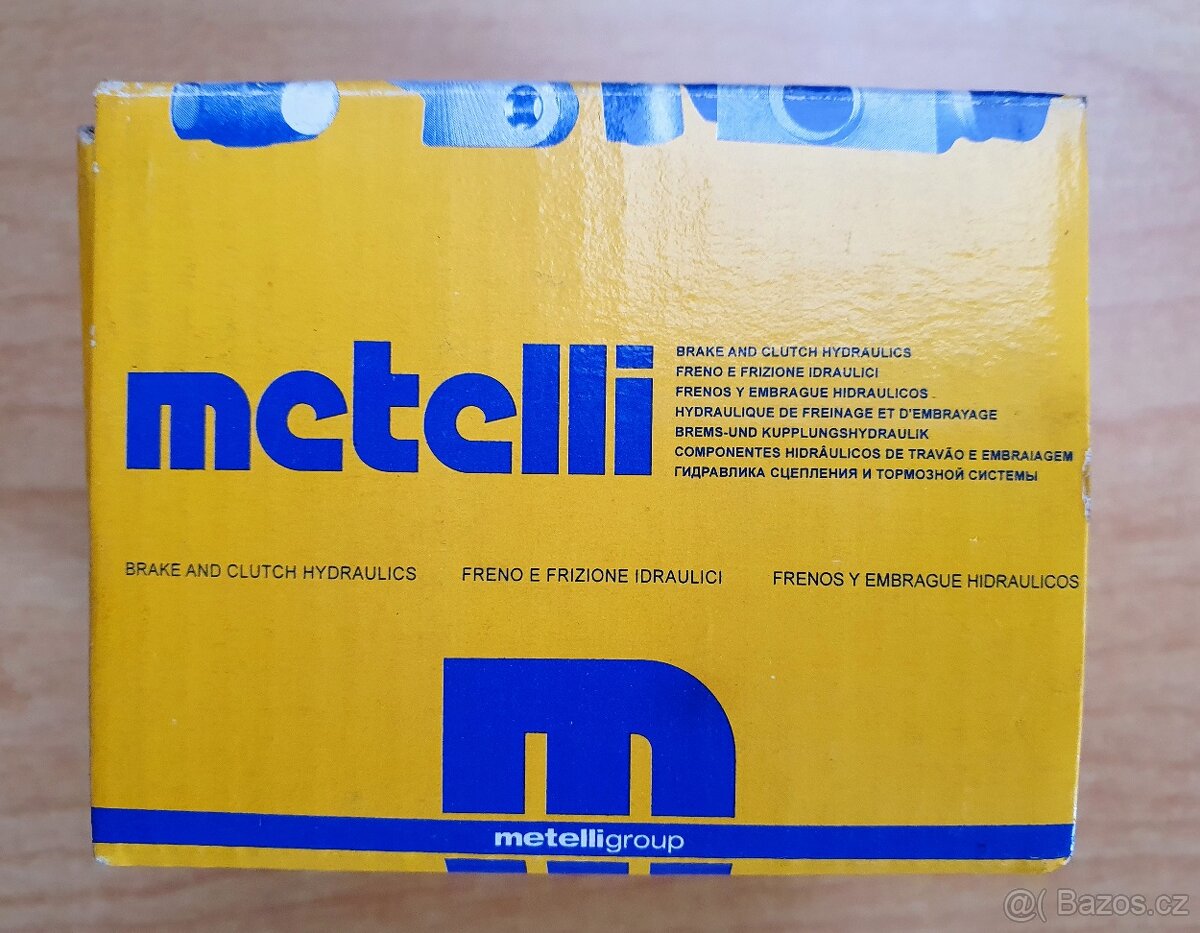 metelli
BRAKE AND CLUTCH HYDRAULICS
FRENO E FRIZIONE IDRAULICI
FRENOS Y EMBRAGUE HIDRAULICOS
HYDRAULIQUE DE FREINAGE ET D'EMBRAYAGE
BREMS-UND KUPPLUNGSHYDRAULIK
COMPONENTES HIDRÂULICOS DE TRAVÃO E EMBRAIAGEM
ГИДРАВЛИКА СЦЕПЛЕНИЯ И ТОРМОЗНОЙ СИСТЕМЫ
BRAKE AND CLUTCH HYDRAULICS FRENO E FRIZIONE IDRAULICI FRENOS Y EMBRAGUE HIDRAULICOS
m
metelligroup
@( Bazos.cz